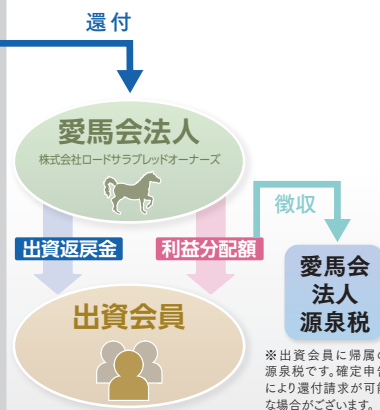 還付
愛馬会法人
株式会社ロードサラブレッドオーナーズ
徴収
出資返戻金
利益分配額
愛馬会
法人
源泉税
出資会員
※出資会員に帰属の
源泉税です。確定申告
により還付請求が可能
な場合がございます。